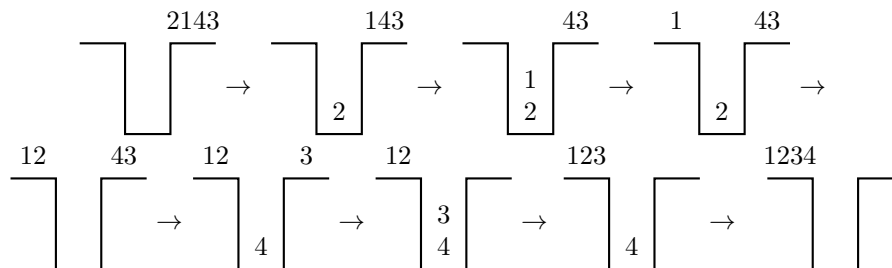 2143 143 43 1 43
→ → 1 → →
2 2 2
12 43 12 3 12 123 1234
→ → 3 → →
4 4 4